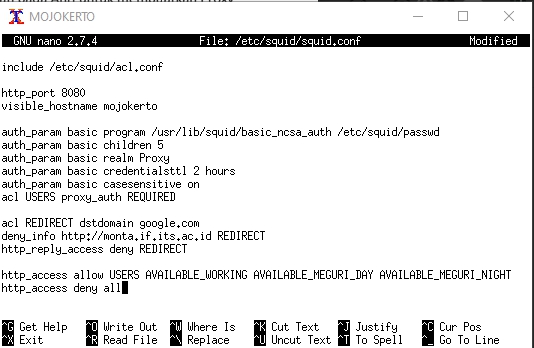 MOJOKERTO
GNU nano 2.7.4 File: /etc/squid/squid.conf Modified
include /etc/squid/acl.conf
http_port 8080
visible_hostname mojokerto
auth_param basic program /usr/lib/squid/basic_ncsa_auth /etc/squid/passwd
auth_param basic children 5
auth_param basic realm Proxy
auth_param basic credentialsttl 2 hours
auth_param basic casesensitive on
acl USERS proxy_auth REQUIRED
acl REDIRECT dstdomain google.com
deny_info http://monta.if.its.ac.id REDIRECT
http_reply_access deny REDIRECT
http_access allow USERS AVAILABLE_WORKING AVAILABLE_MEGURI_DAY AVAILABLE_MEGURI_NIGHT
http_access deny all
^G Get Help ^O Write Out ^W Where Is ^K Cut Text ^J Justify ^C Cur Pos
^X Exit ^R Read File ^\ Replace ^U Uncut Text ^T To Spell ^_ Go To Line